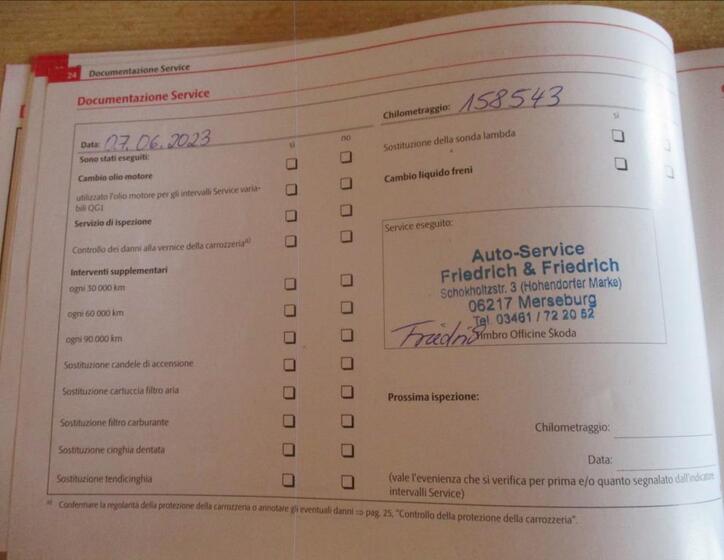 24 Documentazione Service
Documentazione Service
Data: 07.06.2023
sì no
Sono stati eseguiti:
Cambio olio motore
utilizzato l'olio motore per gli intervalli Service varia-
bili QG1
Servizio di ispezione
Controllo dei danni alla vernice della carrozzeria a)
Interventi supplementari
ogni 30 000 km
ogni 60 000 km
ogni 90 000 km
Sostituzione candele di accensione
Sostituzione cartuccia filtro aria
Sostituzione filtro carburante
Sostituzione cinghia dentata
Sostituzione tendicinghia
Chilometraggio: 158543
sì
Sostituzione della sonda lambda
Cambio liquido freni
Service eseguito:
Auto-Service
Friedrich & Friedrich
Schokholtzstr. 3 (Hohendorfer Marke)
06217 Merseburg
Tel. 03461 / 72 20 52
Timbro Officine Škoda
Prossima ispezione:
Chilometraggio:
Data:
(vale l'evenienza che si verifica per prima e/o quanto segnalato dall'indicatore
intervalli Service)
a) Confermare la regolarità della protezione della carrozzeria o annotare gli eventuali danni ⇒ pag. 25, "Controllo della protezione della carrozzeria".